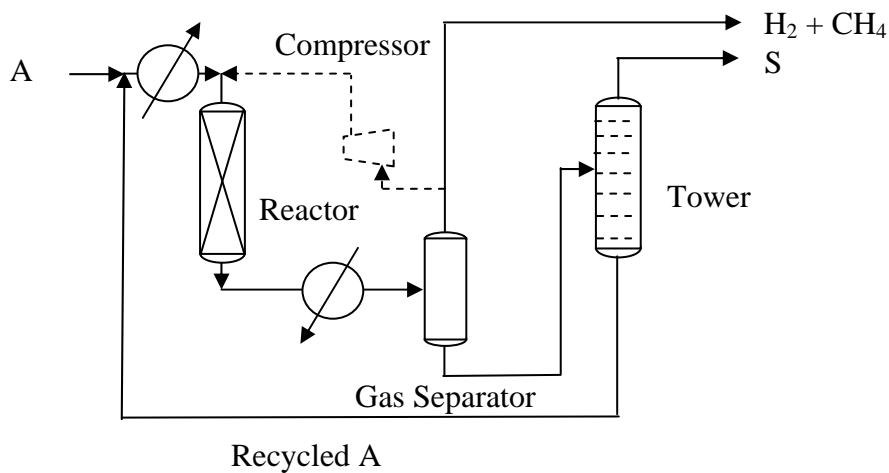 H₂ + CH₄
Compressor
S
A
Reactor
Tower
Gas Separator
Recycled A